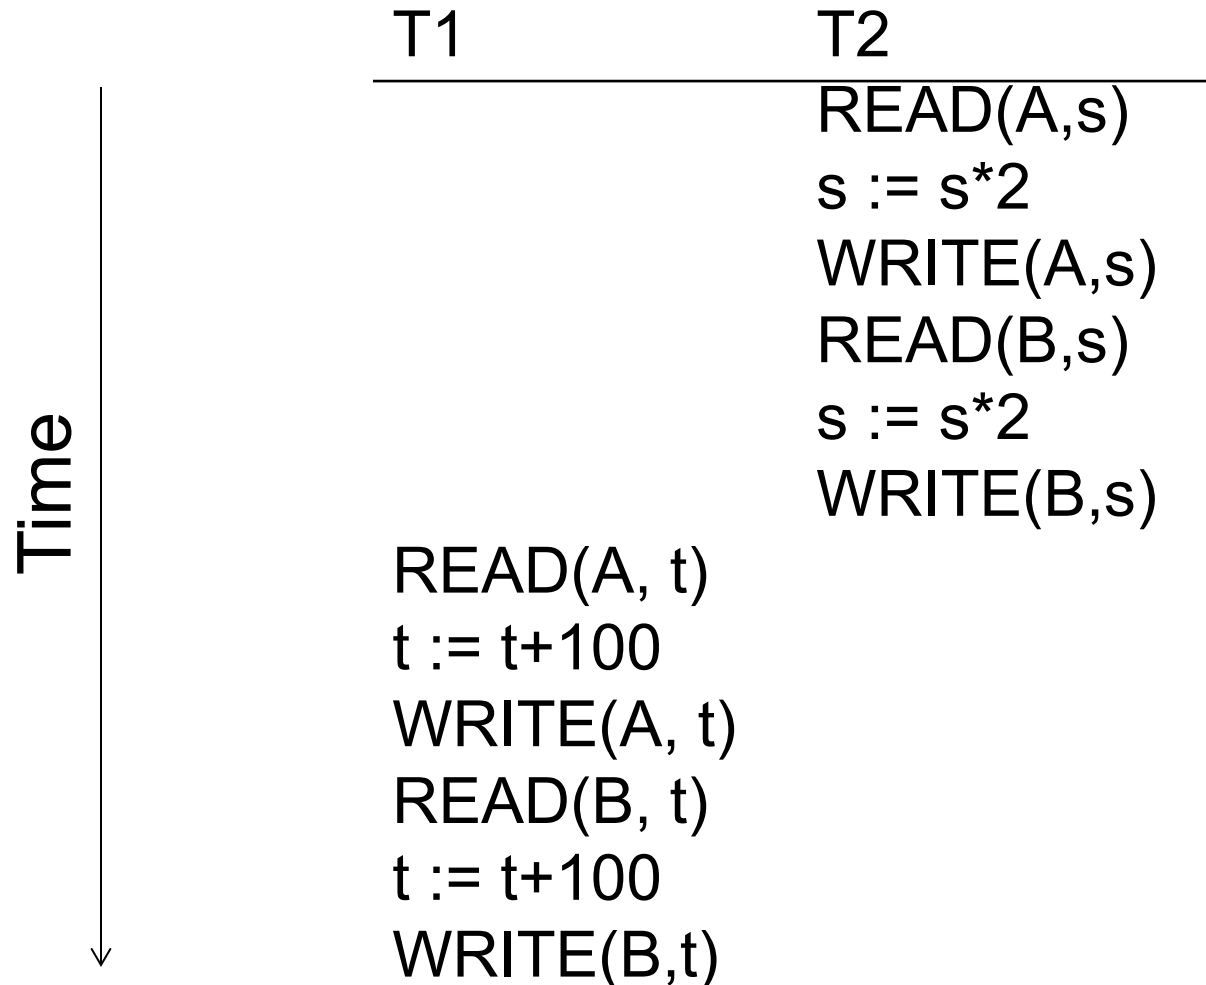 T1 T2
READ(A,s)
s := s*2
WRITE(A,s)
READ(B,s)
s := s*2
WRITE(B,s)
READ(A, t)
t := t+100
WRITE(A, t)
READ(B, t)
t := t+100
WRITE(B,t)
Time